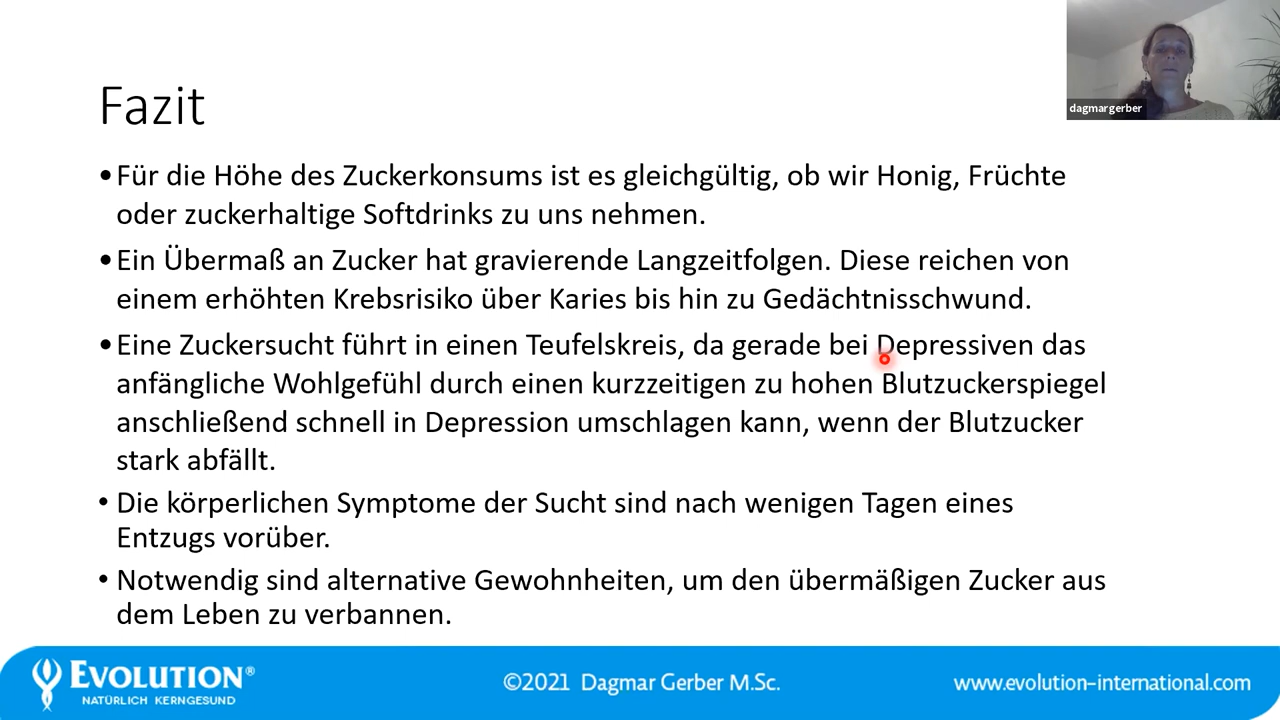 dagmargerber
Fazit
•Für die Höhe des Zuckerkonsums ist es gleichgültig, ob wir Honig, Früchte
oder zuckerhaltige Softdrinks zu uns nehmen.
•Ein Übermaß an Zucker hat gravierende Langzeitfolgen. Diese reichen von
einem erhöhten Krebsrisiko über Karies bis hin zu Gedächtnisschwund.
•Eine Zuckersucht führt in einen Teufelskreis, da gerade bei Depressiven das
anfängliche Wohlgefühl durch einen kurzzeitigen zu hohen Blutzuckerspiegel
anschließend schnell in Depression umschlagen kann, wenn der Blutzucker
stark abfällt.
• Die körperlichen Symptome der Sucht sind nach wenigen Tagen eines
Entzugs vorüber.
• Notwendig sind alternative Gewohnheiten, um den übermäßigen Zucker aus
dem Leben zu verbannen.
EVOLUTION®
NATÜRLICH KERNGESUND
©2021 Dagmar Gerber M.Sc.
www.evolution-international.com